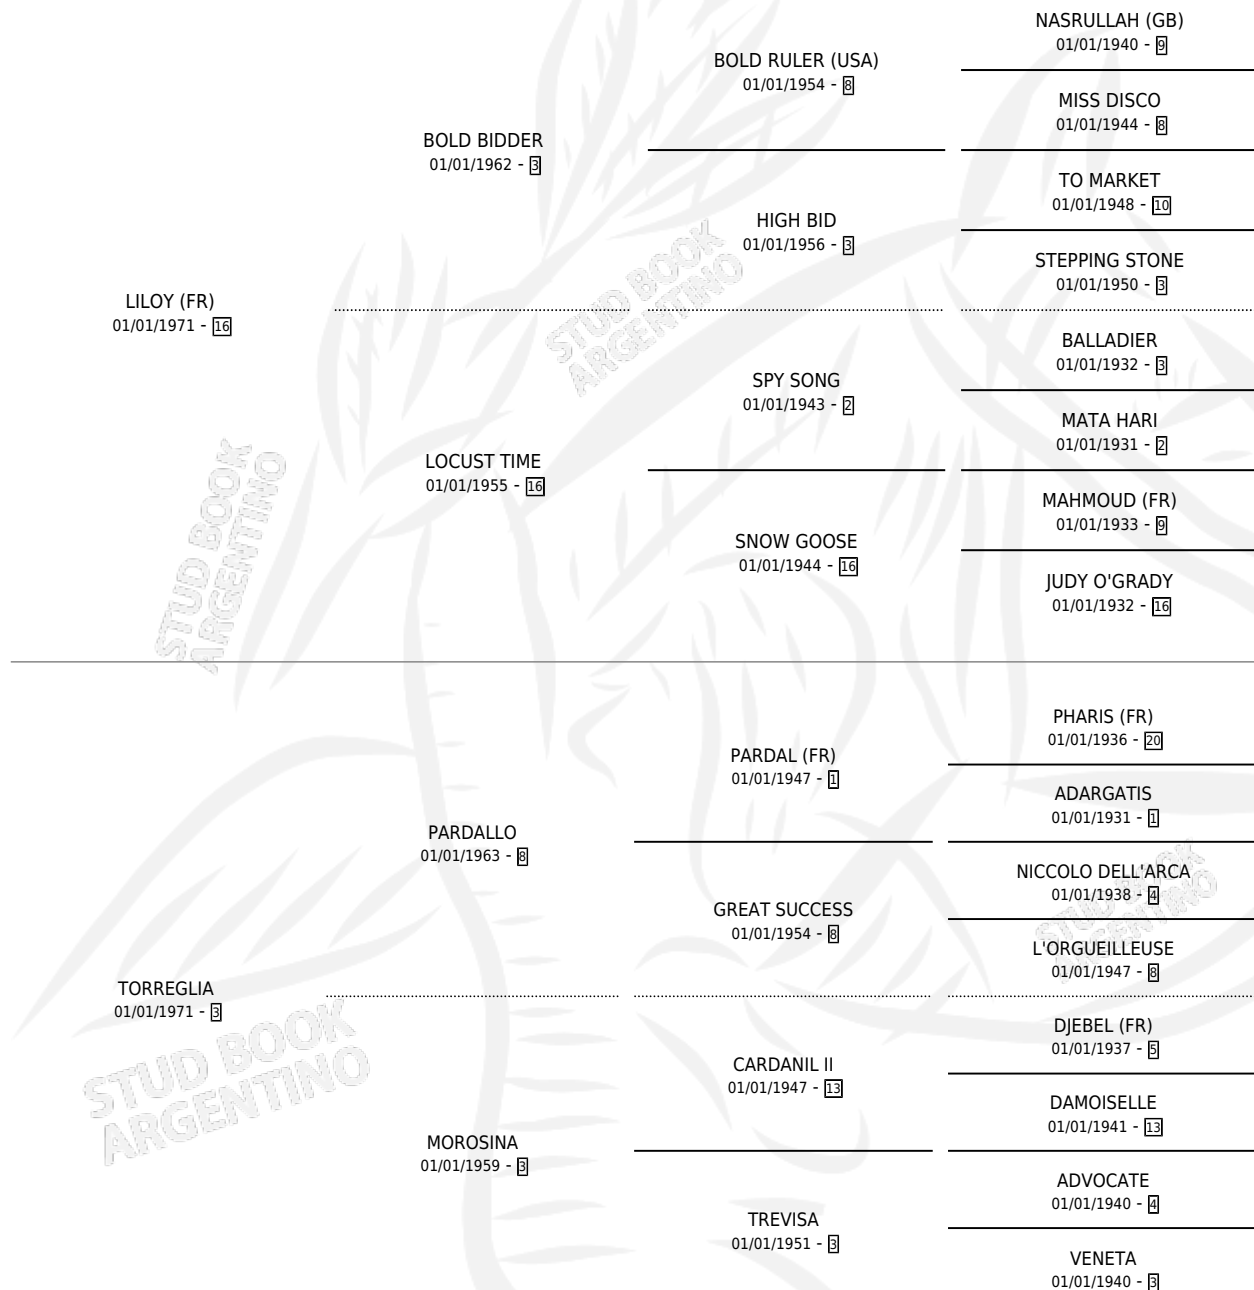 NASRULLAH (GB)
01/01/1940 - 9
BOLD RULER (USA)
01/01/1954 - 8
MISS DISCO
01/01/1944 - 8
BOLD BIDDER
01/01/1962 - 3
TO MARKET
01/01/1948 - 10
HIGH BID
01/01/1956 - 3
STEPPING STONE
01/01/1950 - 3
LILOY (FR)
01/01/1971 - 16
BALLADIER
01/01/1932 - 3
SPY SONG
01/01/1943 - 2
MATA HARI
01/01/1931 - 2
LOCUST TIME
01/01/1955 - 16
MAHMOUD (FR)
01/01/1933 - 9
SNOW GOOSE
01/01/1944 - 16
JUDY O'GRADY
01/01/1932 - 16
STUD BOOK
ARGENTINO
STUD BOOK
ARGENTINO
PHARIS (FR)
01/01/1936 - 20
PARDAL (FR)
01/01/1947 - 1
ADARGATIS
01/01/1931 - 1
PARDALLO
01/01/1963 - 8
NICCOLO DELL'ARCA
01/01/1938 - 4
GREAT SUCCESS
01/01/1954 - 8
L'ORGUEILLEUSE
01/01/1947 - 8
TORREGLIA
01/01/1971 - 3
DJEBEL (FR)
01/01/1937 - 5
CARDANIL II
01/01/1947 - 13
DAMOISELLE
01/01/1941 - 13
MOROSINA
01/01/1959 - 3
ADVOCATE
01/01/1940 - 4
TREVISA
01/01/1951 - 3
VENETA
01/01/1940 - 3
STUD BOOK
ARGENTINO
STUD BOOK
ARGENTINO